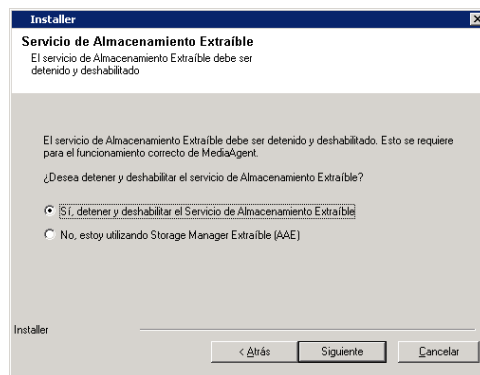 Installer
Servicio de Almacenamiento Extraíble
El servicio de Almacenamiento Extraíble debe ser
detenido y deshabilitado
El servicio de Almacenamiento Extraíble debe ser detenido y deshabilitado. Esto se requiere
para el funcionamiento correcto de MediaAgent.
¿Desea detener y deshabilitar el servicio de Almacenamiento Extraíble?
Sí, detener y deshabilitar el Servicio de Almacenamiento Extraíble
No, estoy utilizando Storage Manager Extraíble (AAE)
Installer
< Atrás Siguiente Cancelar